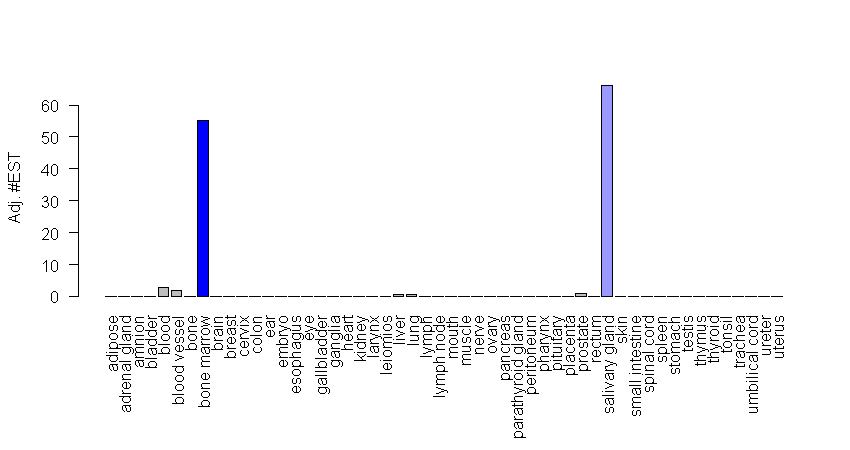 Adj. #EST
60
50
40
30
20
10
0
adipose
adrenal gland
amnion
bladder
blood
blood vessel
bone
bone marrow
brain
breast
cervix
colon
ear
embryo
esophagus
eye
gallbladder
ganglia
heart
kidney
larynx
leiomios
liver
lung
lymph
lymph node
mouth
muscle
nerve
ovary
pancreas
parathyroid gland
peritoneum
pharynx
pituitary
placenta
prostate
rectum
salivary gland
skin
small intestine
spinal cord
spleen
stomach
testis
thymus
thyroid
tonsil
trachea
umbilical cord
ureter
uterus